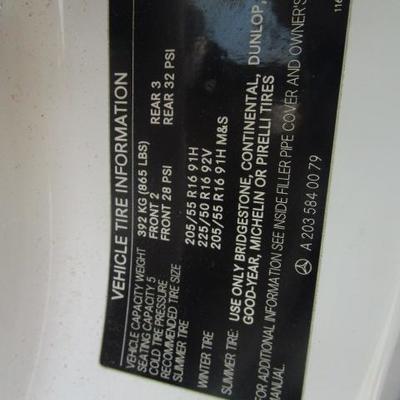 VEHICLE TIRE INFORMATION
VEHICLE CAPACITY WEIGHT 392 KG (865 LBS)
SEATING CAPACITY 5 FRONT 2 REAR 3
COLD TIRE PRESSURE FRONT 28 PSI REAR 32 PSI
RECOMMENDED TIRE SIZE
SUMMER TIRE 205/55 R16 91H
225/50 R16 92V
WINTER TIRE 205/55 R16 91H M&S
SUMMER TIRE: USE ONLY BRIDGESTONE, CONTINENTAL, DUNLOP,
GOOD-YEAR, MICHELIN OR PIRELLI TIRES
FOR ADDITIONAL INFORMATION SEE INSIDE FILLER PIPE COVER AND OWNER'S
MANUAL.
A 203 584 00 79
116